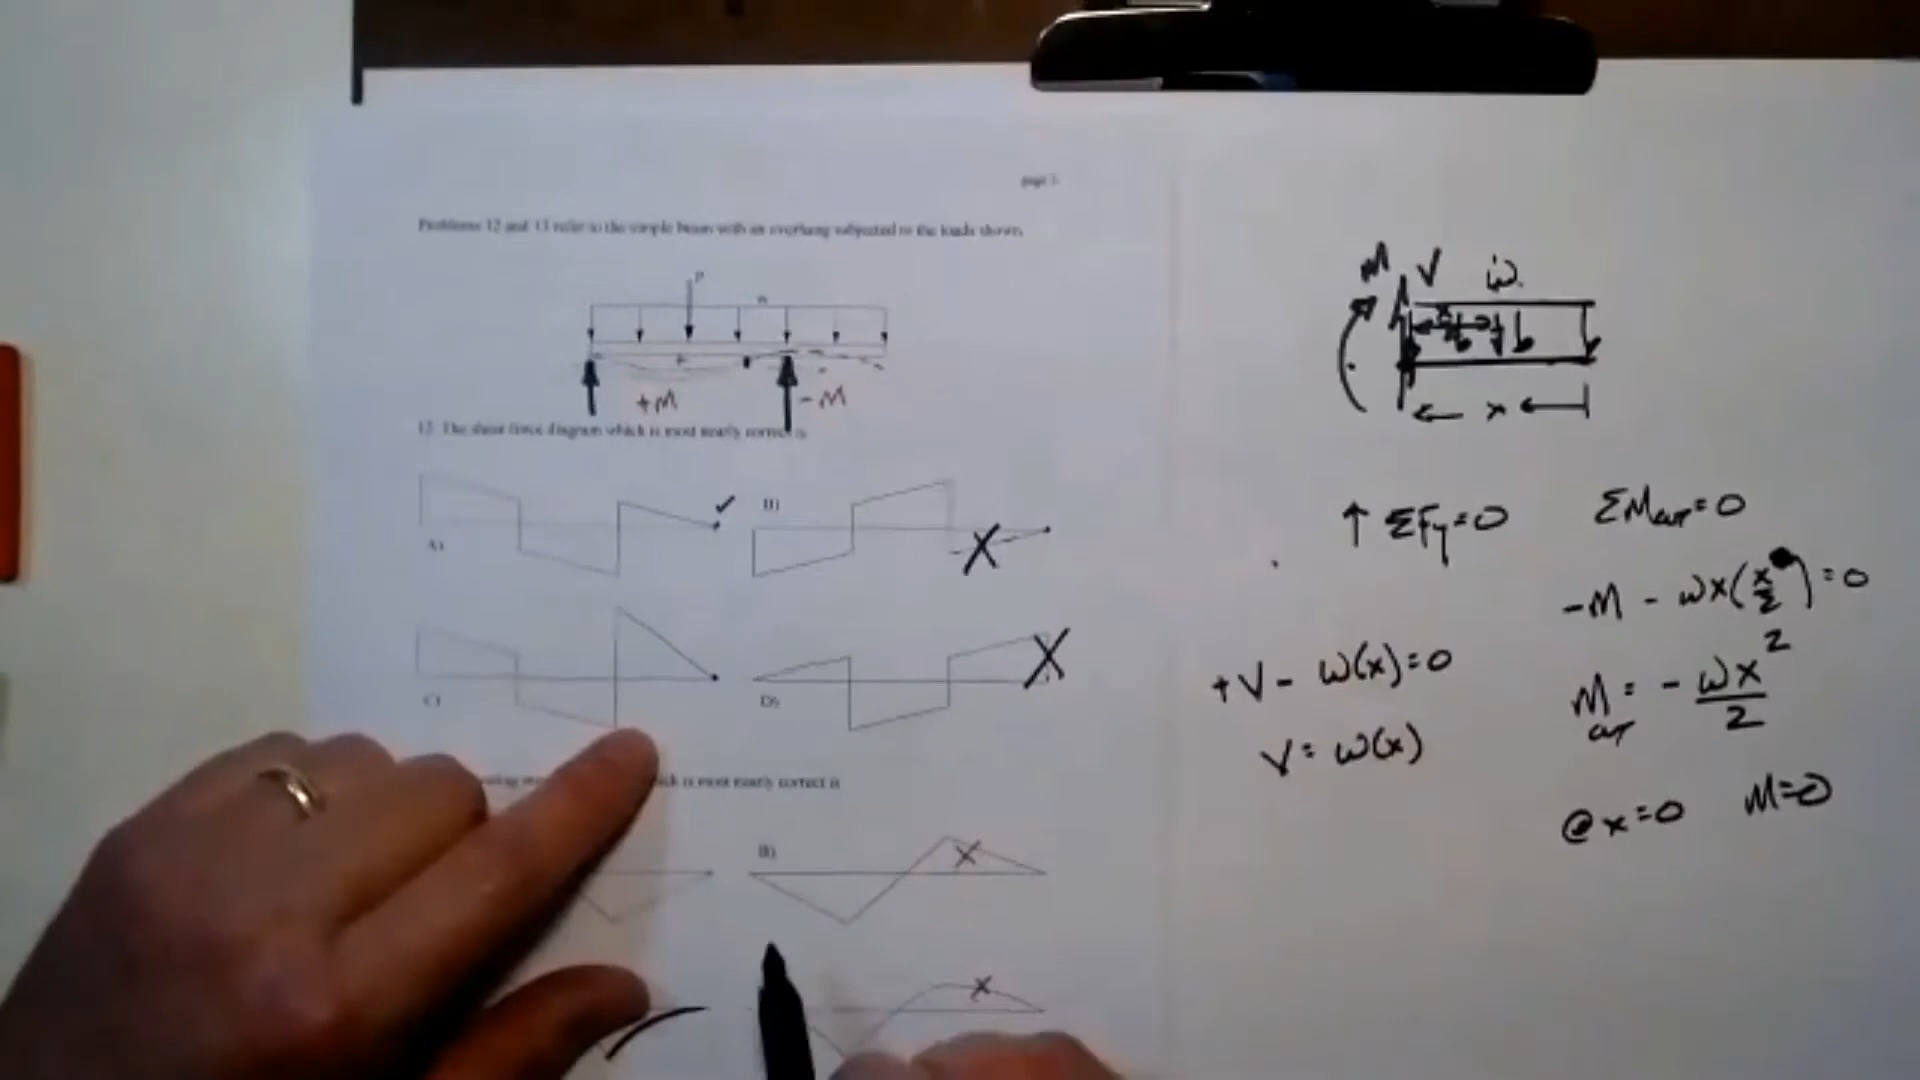 page 3
Problems 12 and 13 refer to the simple beam with an overhang subjected to the loads shown.
P
w
+M
-M
12. The shear force diagram which is most nearly correct is
A)
B)
C)
D)
which is most nearly correct is
B)
M V w
x
↑ ΣFy=0
ΣMcut=0
-M - wx(x/2)=0
+V - w(x)=0
Mcut = - wx²/2
V= w(x)
@ x=0 M=0